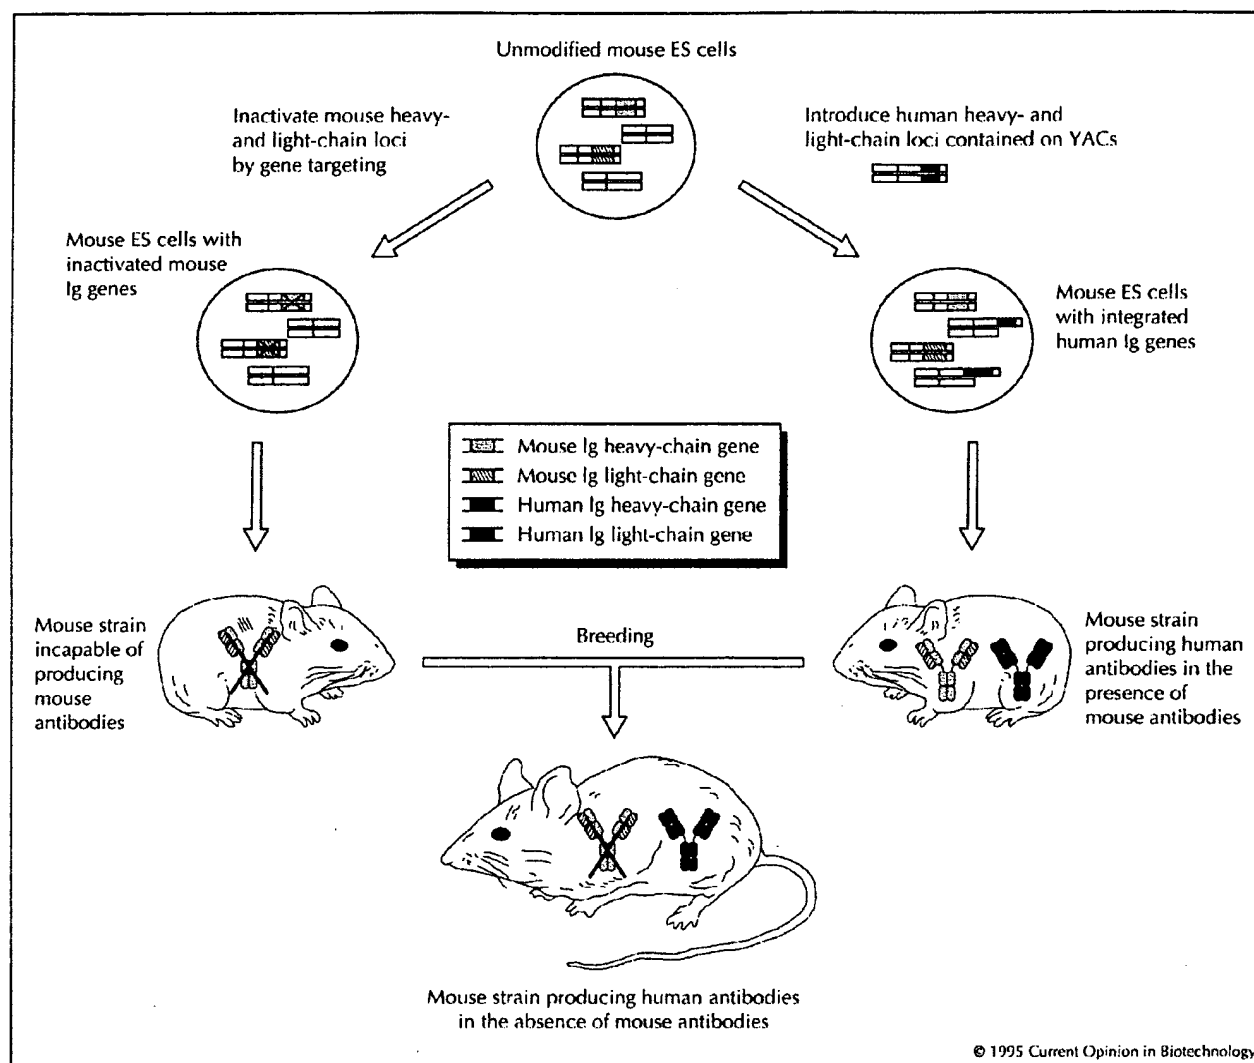 Unmodified mouse ES cells
Inactivate mouse heavy-
and light-chain loci
by gene targeting
Introduce human heavy- and
light-chain loci contained on YACs
Mouse ES cells with
inactivated mouse
Ig genes
Mouse ES cells
with integrated
human Ig genes
Mouse Ig heavy-chain gene
Mouse Ig light-chain gene
Human Ig heavy-chain gene
Human Ig light-chain gene
Mouse strain
incapable of
producing
mouse
antibodies
Breeding
Mouse strain
producing human
antibodies in the
presence of
mouse antibodies
Mouse strain producing human antibodies
in the absence of mouse antibodies
© 1995 Current Opinion in Biotechnology